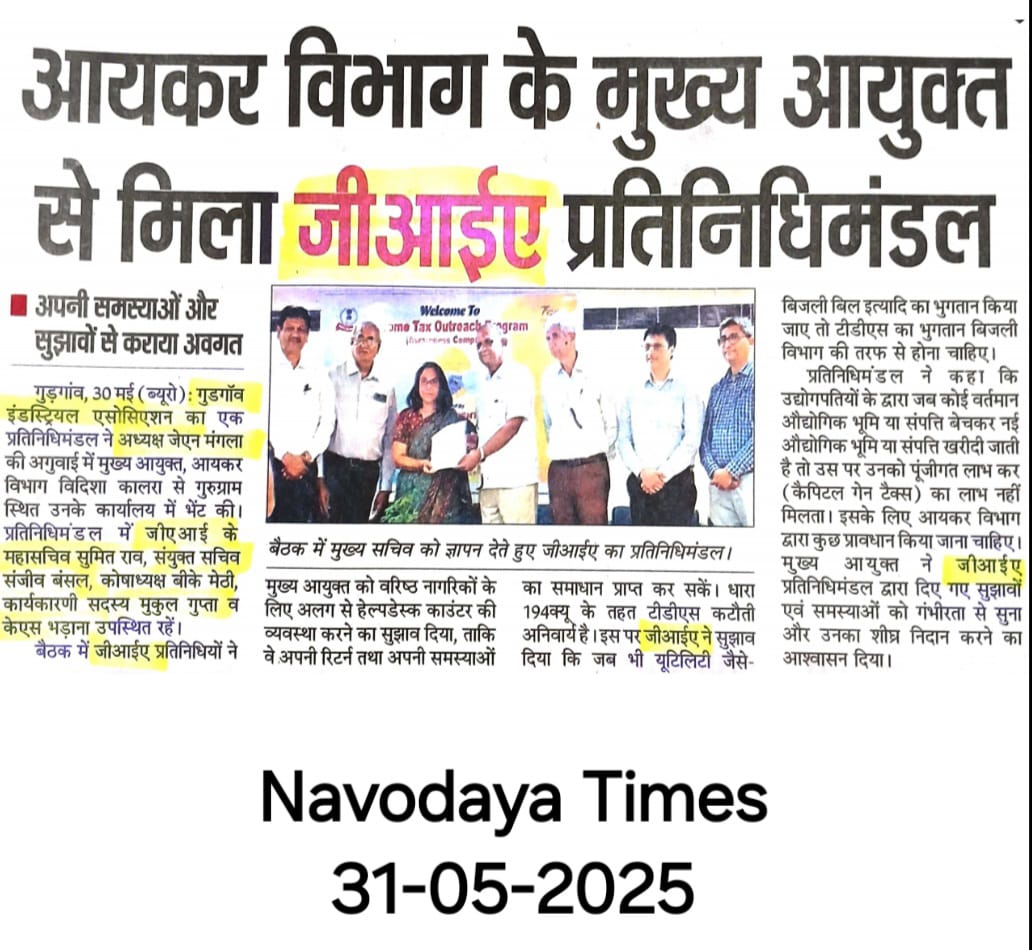 आयकर विभाग के मुख्य आयुक्त
से मिला जीआईए प्रतिनिधिमंडल
अपनी समस्याओं और
सुझावों से कराया अवगत
गुड़गांव, 30 मई (ब्यूरो): गुडगॉव
इंडस्ट्रियल एसोसिएशन का एक
प्रतिनिधिमंडल ने अध्यक्ष जेएन मंगला
की अगुवाई में मुख्य आयुक्त, आयकर
विभाग विदिशा कालरा से गुरुग्राम
स्थित उनके कार्यालय में भेंट की।
प्रतिनिधिमंडल में जीएआई के
महासचिव सुमित राव, संयुक्त सचिव
संजीव बंसल, कोषाध्यक्ष बीके मेठी,
कार्यकारिणी सदस्य मुकुल गुप्ता व
केएस भड़ाना उपस्थित रहें।
बैठक में जीआईए प्रतिनिधियों ने
Welcome To
ome Tax Outreach Program
बैठक में मुख्य सचिव को ज्ञापन देते हुए जीआईए का प्रतिनिधिमंडल।
मुख्य आयुक्त को वरिष्ठ नागरिकों के
लिए अलग से हेल्पडेस्क काउंटर की
व्यवस्था करने का सुझाव दिया, ताकि
वे अपनी रिटर्न तथा अपनी समस्याओं
का समाधान प्राप्त कर सकें। धारा
194क्यू के तहत टीडीएस कटौती
अनिवार्य है। इस पर जीआईए ने सुझाव
दिया कि जब भी यूटिलिटी जैसे-
बिजली बिल इत्यादि का भुगतान किया
जाए तो टीडीएस का भुगतान बिजली
विभाग की तरफ से होना चाहिए।
प्रतिनिधिमंडल ने कहा कि
उद्योगपतियों के द्वारा जब कोई वर्तमान
औद्योगिक भूमि या संपत्ति बेचकर नई
औद्योगिक भूमि या संपत्ति खरीदी जाती
है तो उस पर उनको पूंजीगत लाभ कर
(कैपिटल गेन टैक्स) का लाभ नहीं
मिलता। इसके लिए आयकर विभाग
द्वारा कुछ प्रावधान किया जाना चाहिए।
मुख्य आयुक्त ने जीआईए
प्रतिनिधिमंडल द्वारा दिए गए सुझावों
एवं समस्याओं को गंभीरता से सुना
और उनका शीघ्र निदान करने का
आश्वासन दिया।
Navodaya Times
31-05-2025